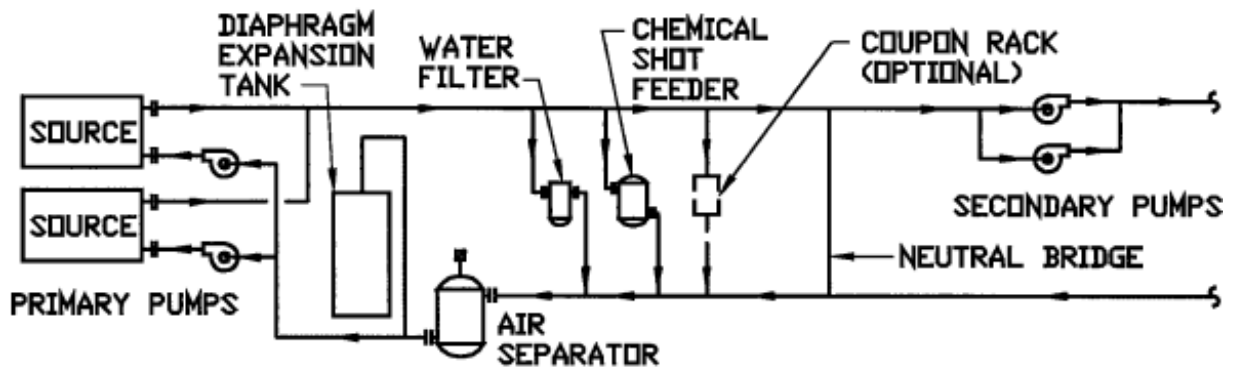 DIAPHRAGM
EXPANSION
TANK
WATER
FILTER
CHEMICAL
SHOT
FEEDER
COUPON RACK
(OPTIONAL)
SOURCE
SOURCE
SECONDARY PUMPS
NEUTRAL BRIDGE
PRIMARY PUMPS
AIR
SEPARATOR